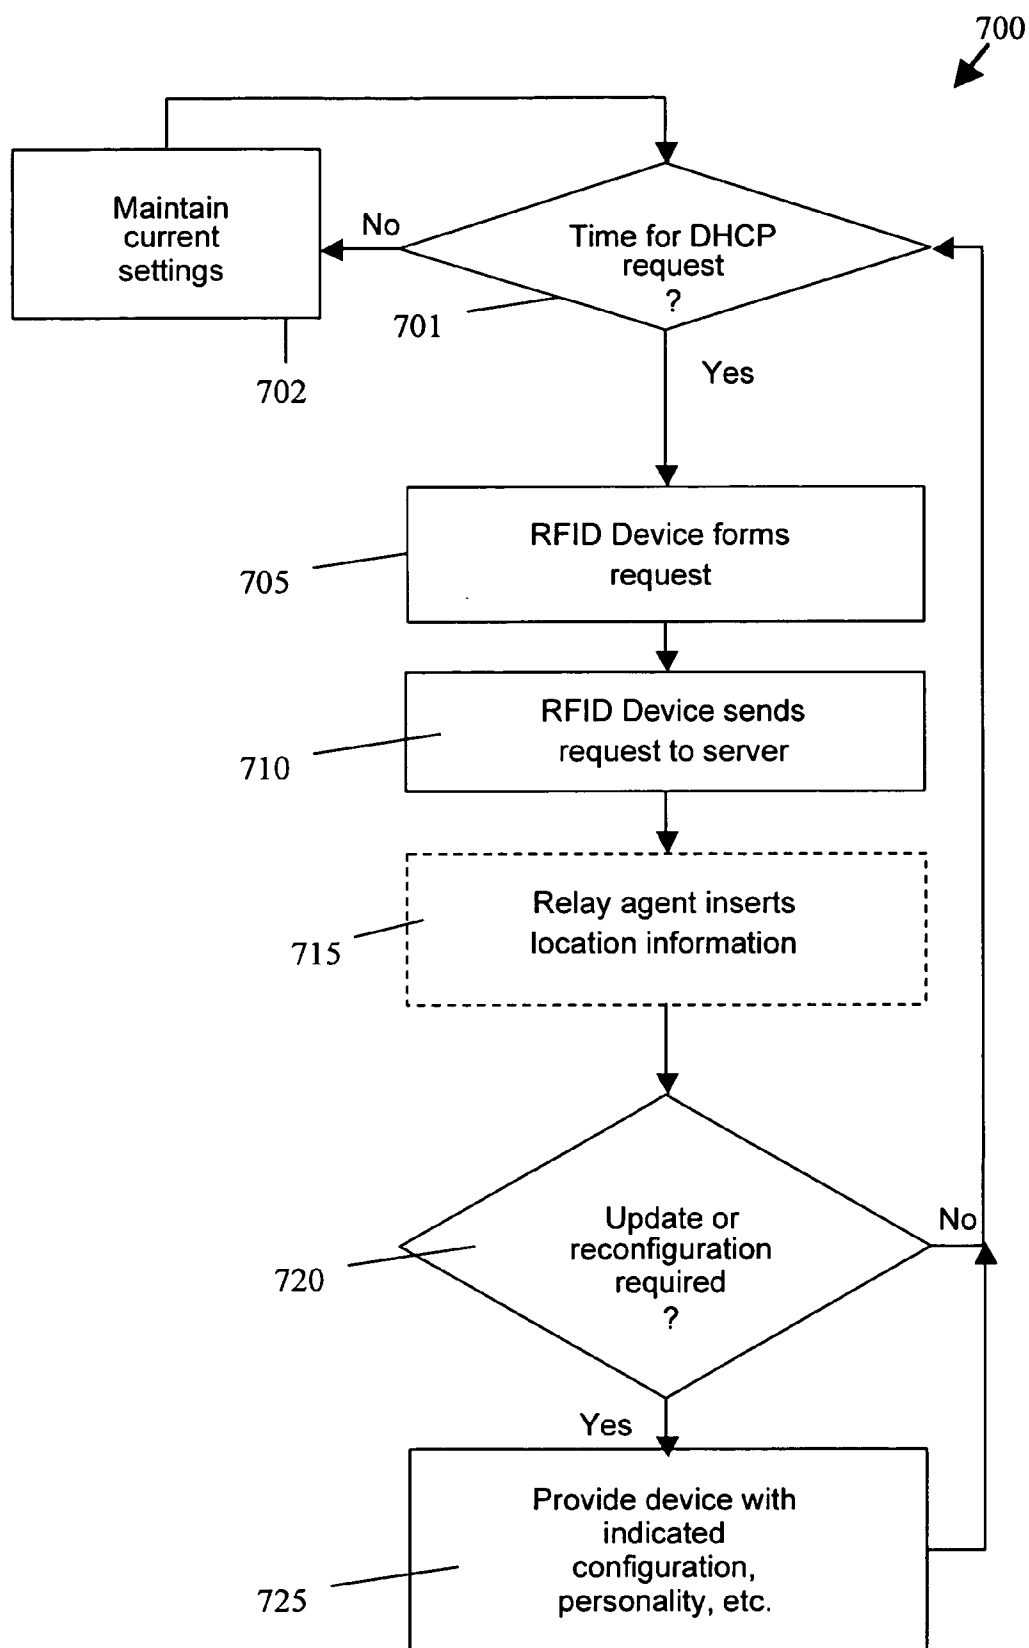 700
Maintain
current
settings
No
Time for DHCP
request
?
701
702
Yes
RFID Device forms
request
705
RFID Device sends
request to server
710
Relay agent inserts
location information
715
Update or
reconfiguration
required
?
No
720
Yes
Provide device with
indicated
configuration,
personality, etc.
725